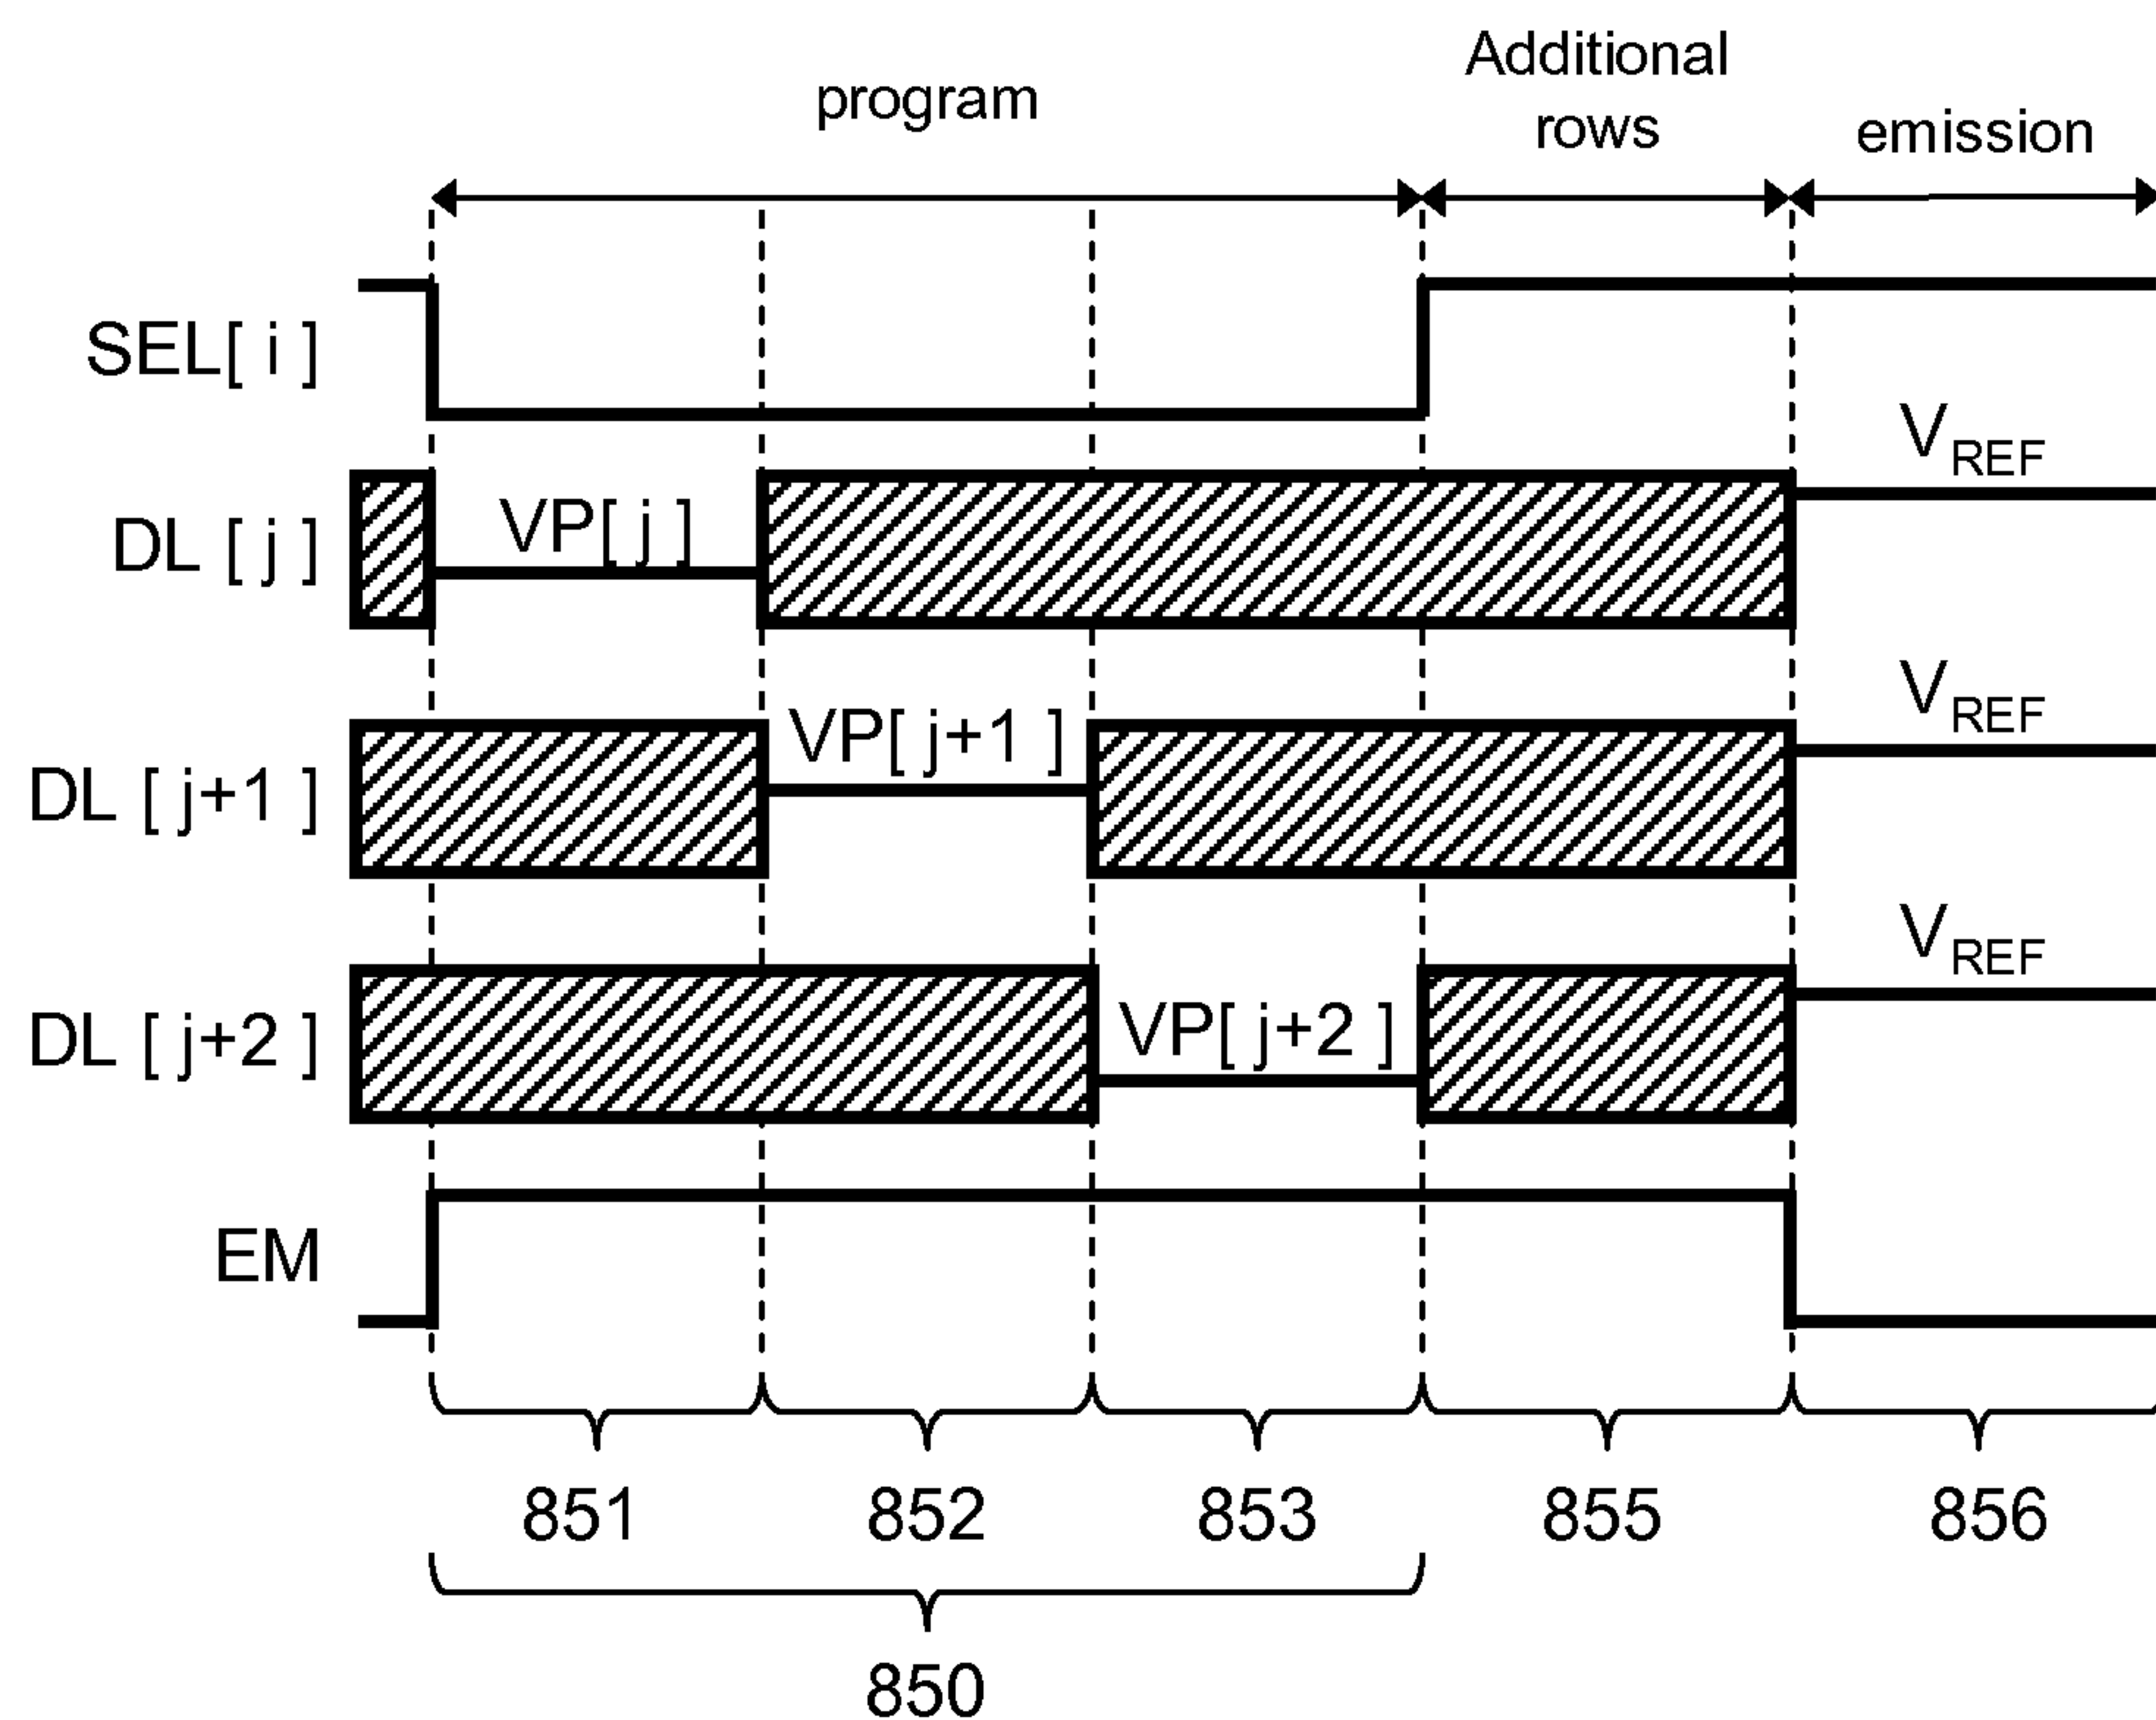 program
Additional
rows
emission
SEL[ i ]
DL [ j ]
VP[ j ]
VREF
DL [ j+1 ]
VP[ j+1 ]
VREF
DL [ j+2 ]
VP[ j+2 ]
VREF
EM
851
852
853
855
856
850